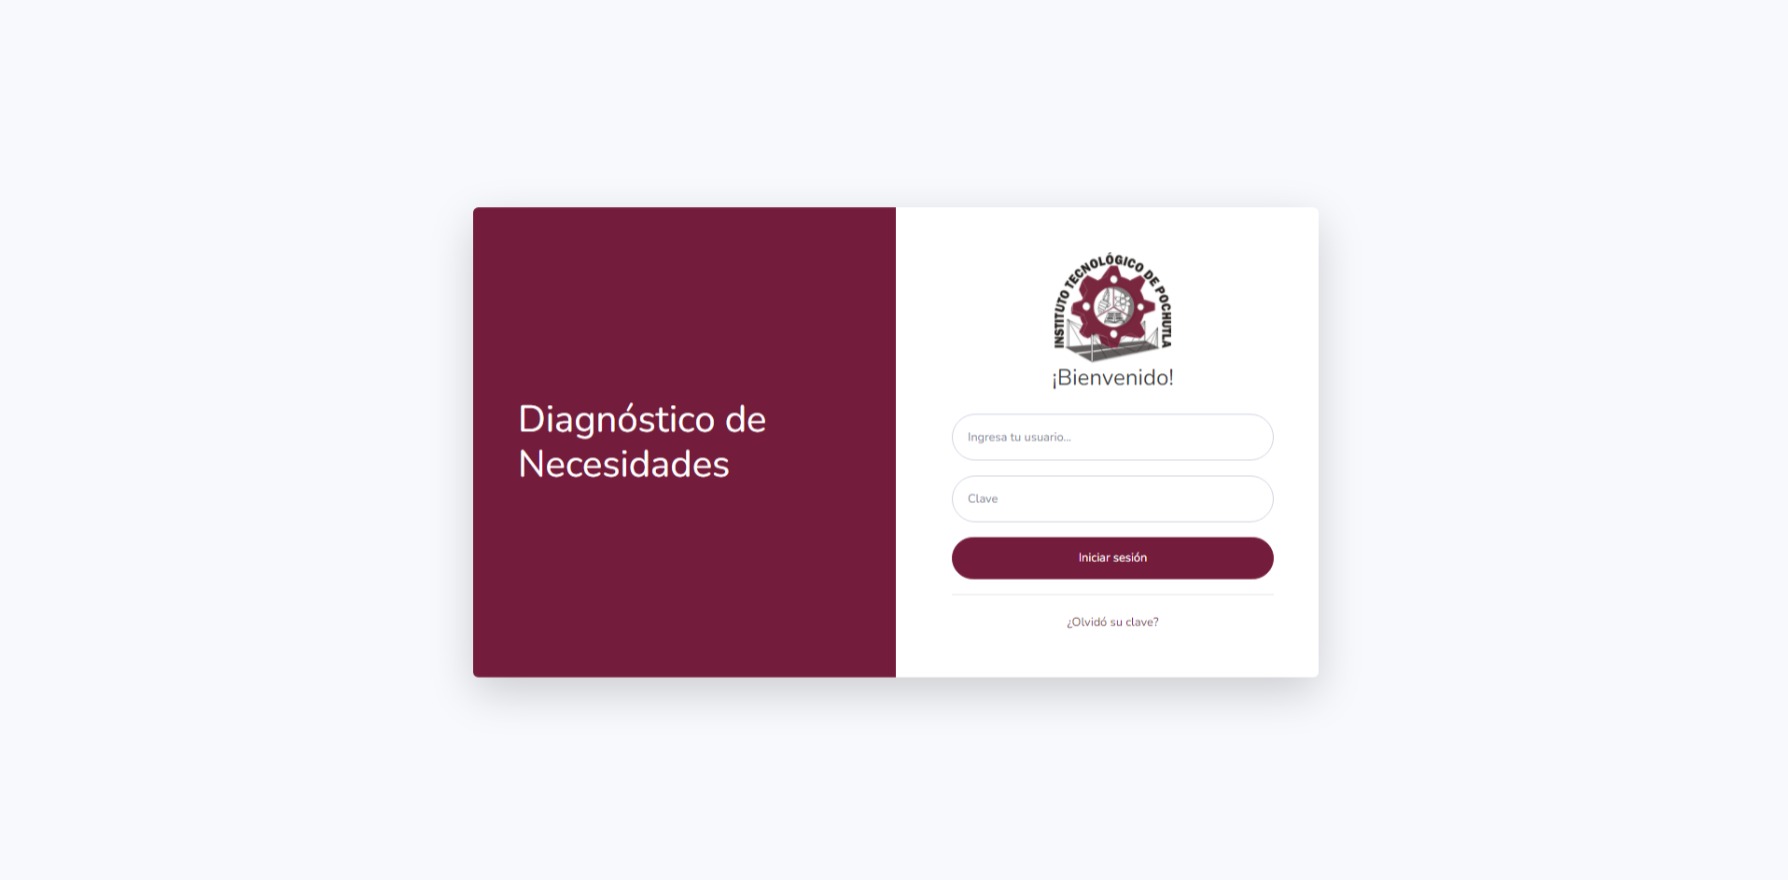 Diagnóstico de
Necesidades
INSTITUTO TECNOLÓGICO DE POCHUTLA
¡Bienvenido!
Ingresa tu usuario...
Clave
Iniciar sesión
¿Olvidó su clave?